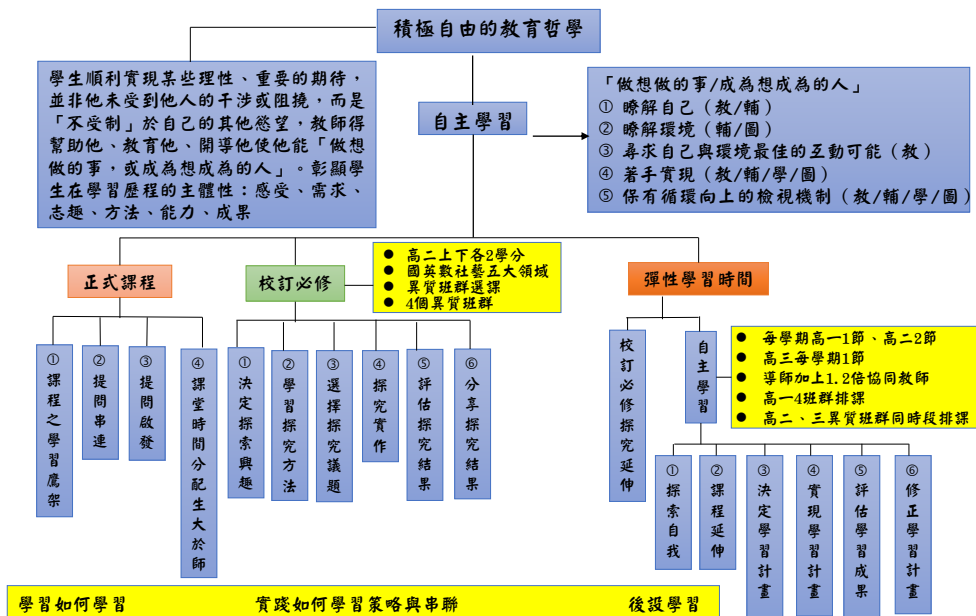 積極自由的教育哲學
學生順利實現某些理性、重要的期待，
並非他未受到他人的干涉或阻撓，而是
「不受制」於自己的其他慾望，教師得
幫助他、教育他、開導他使他能「做想
做的事，或成為想成為的人」。彰顯學
生在學習歷程的主體性：感受、需求、
志趣、方法、能力、成果
自主學習
「做想做的事/成為想成為的人」
① 瞭解自己（教/輔）
② 瞭解環境（輔/圖）
③ 尋求自己與環境最佳的互動可能（教）
④ 著手實現（教/輔/學/圖）
⑤ 保有循環向上的檢視機制（教/輔/學/圖）
正式課程
①課程之學習鷹架
②提問串連
③提問啟發
④課堂時間分配生大於師
校訂必修
● 高二上下各2學分
● 國英數社藝五大領域
● 異質班群選課
● 4個異質班群
①決定探索興趣
②學習探究方法
③選擇探究議題
④探究實作
⑤評估探究結果
⑥分享探究結果
彈性學習時間
校訂必修探究延伸
自主學習
● 每學期高一1節、高二2節
● 高三每學期1節
● 導師加上1.2倍協同教師
● 高一4班群排課
● 高二、三異質班群同時段排課
①探索自我
②課程延伸
③決定學習計畫
④實現學習計畫
⑤評估學習成果
⑥修正學習計畫
學習如何學習 實踐如何學習策略與串聯 後設學習